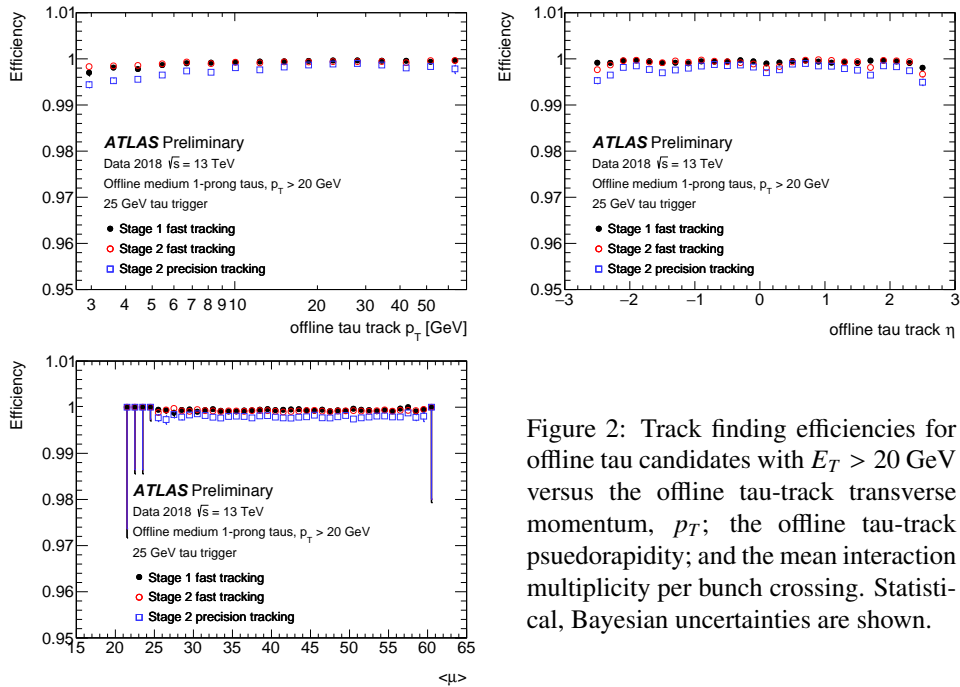 Efficiency
1.01
1
0.99
0.98
0.97
0.96
0.95
ATLAS Preliminary
Data 2018 √s = 13 TeV
Offline medium 1-prong taus, p_T > 20 GeV
25 GeV tau trigger
Stage 1 fast tracking
Stage 2 fast tracking
Stage 2 precision tracking
3 4 5 6 7 8 9 10 20 30 40 50
offline tau track p_T [GeV]
Efficiency
1.01
1
0.99
0.98
0.97
0.96
0.95
ATLAS Preliminary
Data 2018 √s = 13 TeV
Offline medium 1-prong taus, p_T > 20 GeV
25 GeV tau trigger
Stage 1 fast tracking
Stage 2 fast tracking
Stage 2 precision tracking
−3 −2 −1 0 1 2 3
offline tau track η
Efficiency
1.01
1
0.99
0.98
0.97
0.96
0.95
ATLAS Preliminary
Data 2018 √s = 13 TeV
Offline medium 1-prong taus, p_T > 20 GeV
25 GeV tau trigger
Stage 1 fast tracking
Stage 2 fast tracking
Stage 2 precision tracking
15 20 25 30 35 40 45 50 55 60 65
<μ>
Figure 2: Track finding efficiencies for
offline tau candidates with E_T > 20 GeV
versus the offline tau-track transverse
momentum, p_T; the offline tau-track
psuedorapidity; and the mean interaction
multiplicity per bunch crossing. Statisti-
cal, Bayesian uncertainties are shown.